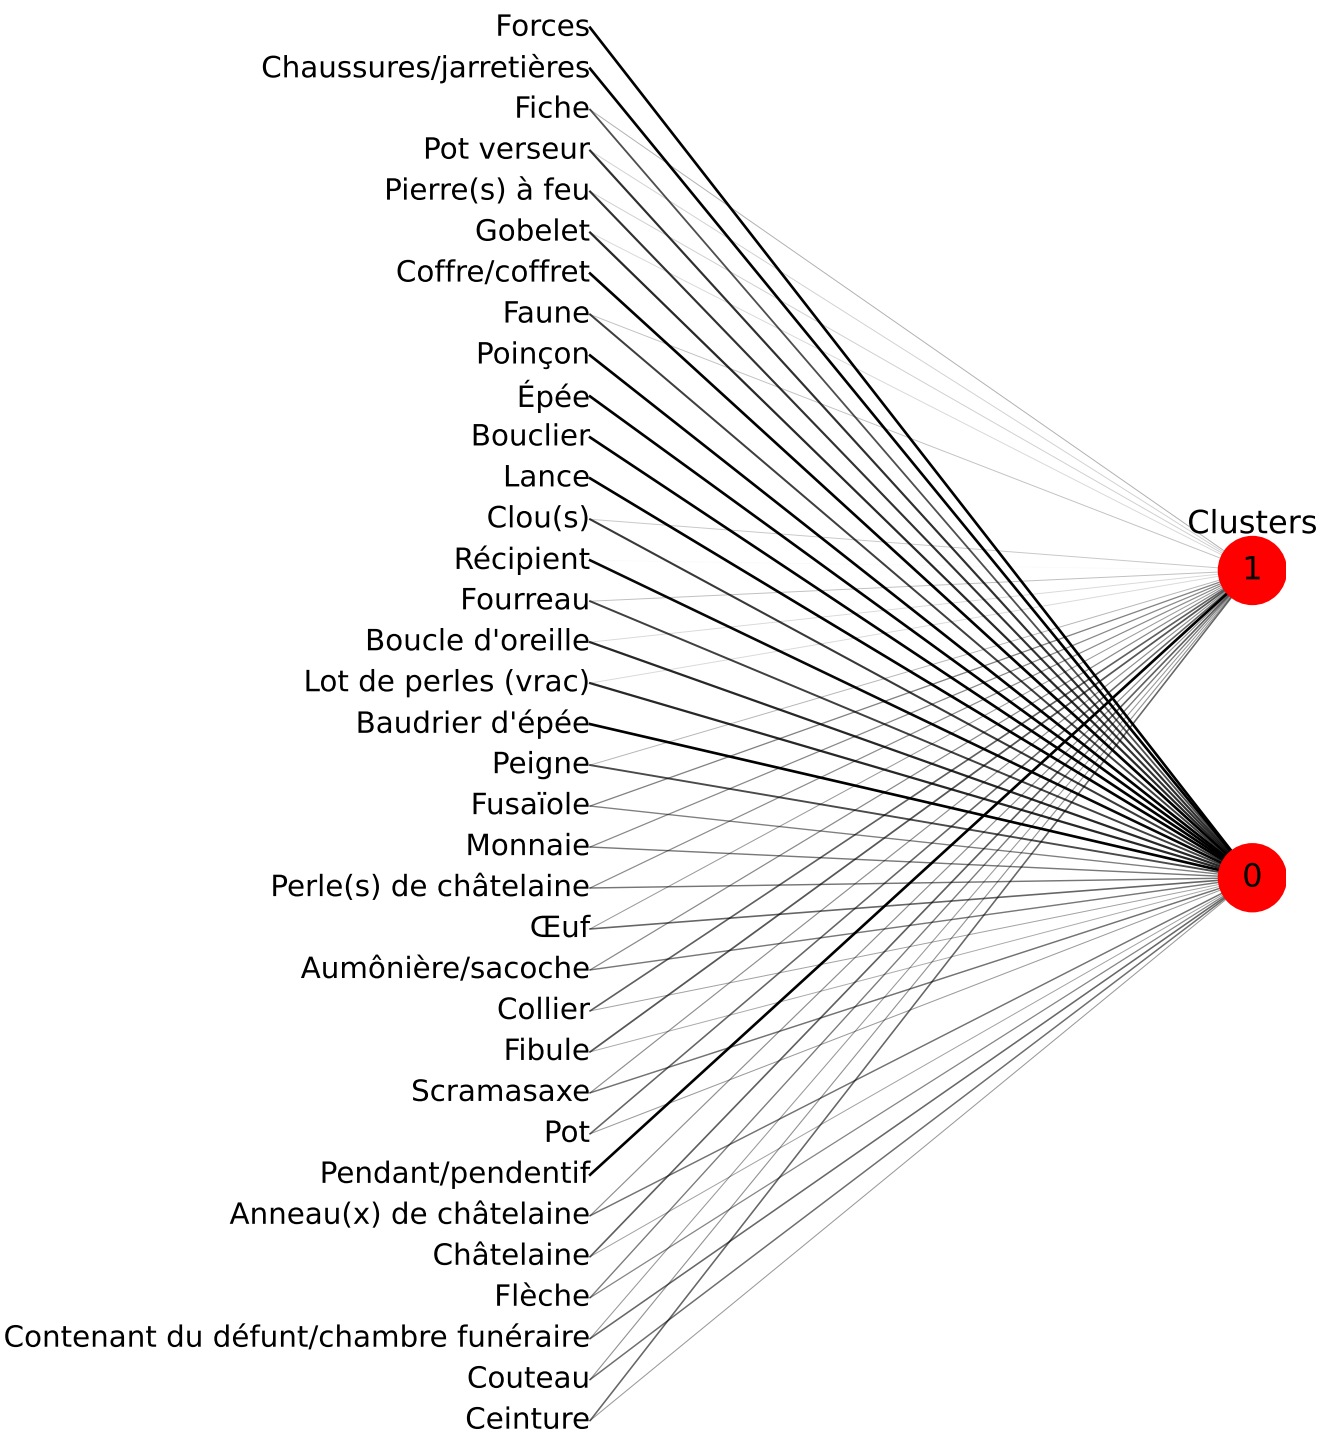 Forces
Chaussures/jarretières
Fiche
Pot verseur
Pierre(s) à feu
Gobelet
Coffre/coffret
Faune
Poinçon
Épée
Bouclier
Lance
Clou(s)
Récipient
Fourreau
Boucle d'oreille
Lot de perles (vrac)
Baudrier d'épée
Peigne
Fusaïole
Monnaie
Perle(s) de châtelaine
Œuf
Aumônière/sacoche
Collier
Fibule
Scramasaxe
Pot
Pendant/pendentif
Anneau(x) de châtelaine
Châtelaine
Flèche
Contenant du défunt/chambre funéraire
Couteau
Ceinture
Clusters
1
0